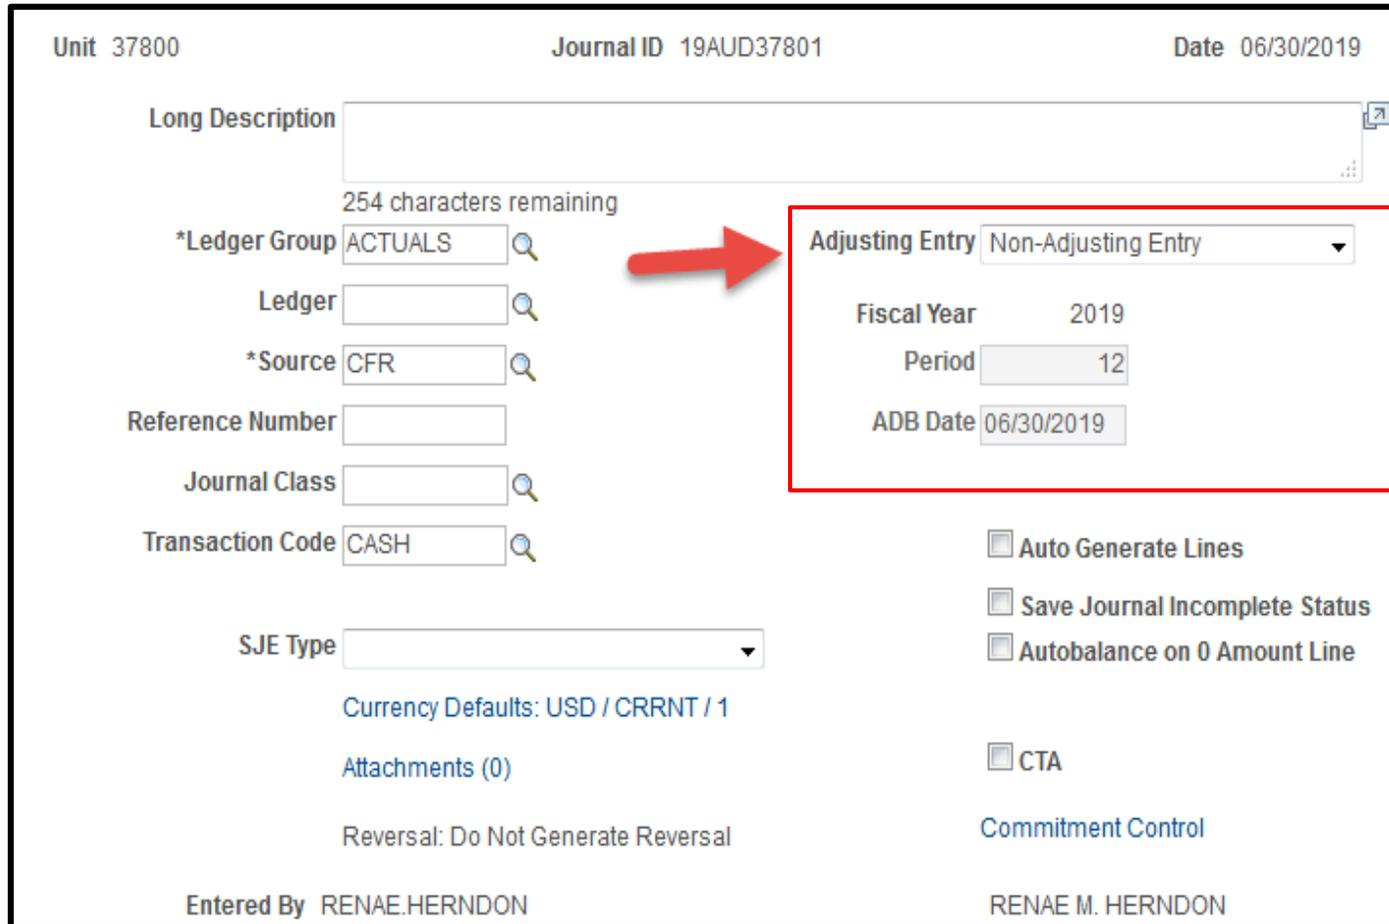 Unit 37800 Journal ID 19AUD37801 Date 06/30/2019
Long Description
254 characters remaining
*Ledger Group ACTUALS Adjusting Entry Non-Adjusting Entry
Ledger Fiscal Year 2019
*Source CFR Period 12
Reference Number ADB Date 06/30/2019
Journal Class
Transaction Code CASH Auto Generate Lines
Save Journal Incomplete Status
SJE Type Autobalance on 0 Amount Line
Currency Defaults: USD / CRRNT / 1
Attachments (0) CTA
Reversal: Do Not Generate Reversal Commitment Control
Entered By RENAE.HERNDON RENAE M. HERNDON